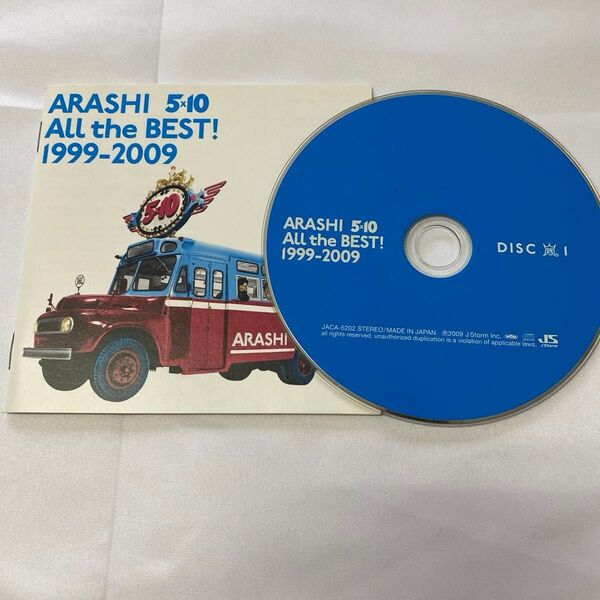 ARASHI 5×10
All the BEST!
1999-2009
5×10
嵐
ARASHI
ARASHI 5×10
All the BEST!
1999-2009
DISC 嵐 1
JACA-5202 STEREO/MADE IN JAPAN ℗2009 J Storm Inc.
all rights reserved. unauthorized duplication is a violation of applicable laws.
JS
J Storm